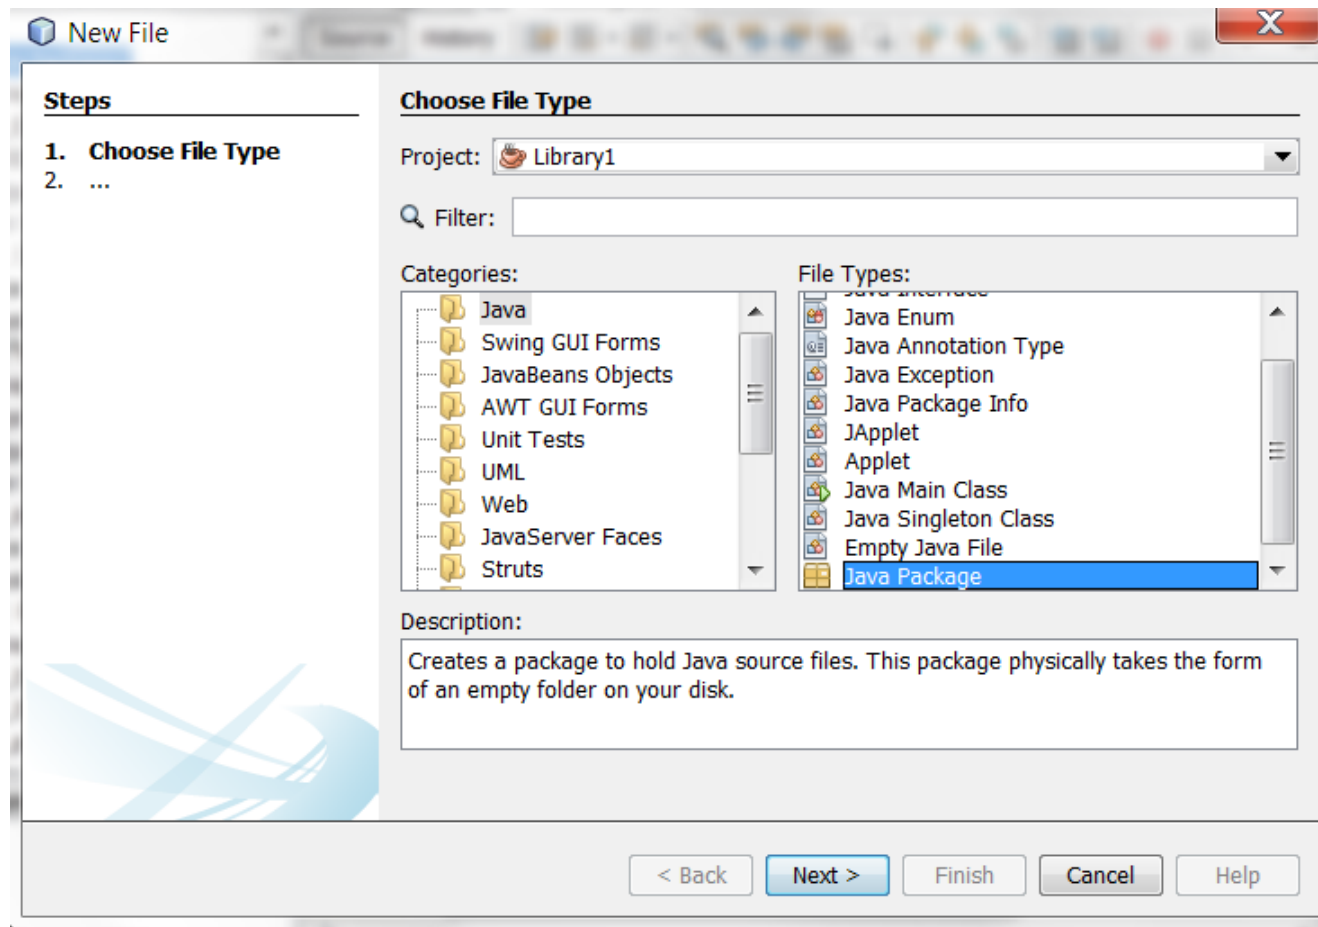 New File
Steps
1. Choose File Type
2. ...
Choose File Type
Project: Library1
Filter:
Categories:
Java
Swing GUI Forms
JavaBeans Objects
AWT GUI Forms
Unit Tests
UML
Web
JavaServer Faces
Struts
File Types:
Java Interface
Java Enum
Java Annotation Type
Java Exception
Java Package Info
JApplet
Applet
Java Main Class
Java Singleton Class
Empty Java File
Java Package
Description:
Creates a package to hold Java source files. This package physically takes the form
of an empty folder on your disk.
< Back
Next >
Finish
Cancel
Help